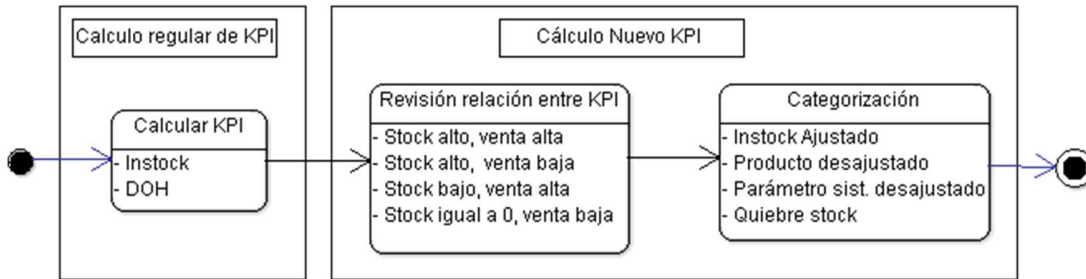 Calculo regular de KPI
Cálculo Nuevo KPI
Calcular KPI
- Instock
- DOH
Revisión relación entre KPI
- Stock alto, venta alta
- Stock alto, venta baja
- Stock bajo, venta alta
- Stock igual a 0, venta baja
Categorización
- Instock Ajustado
- Producto desajustado
- Parámetro sist. desajustado
- Quiebre stock